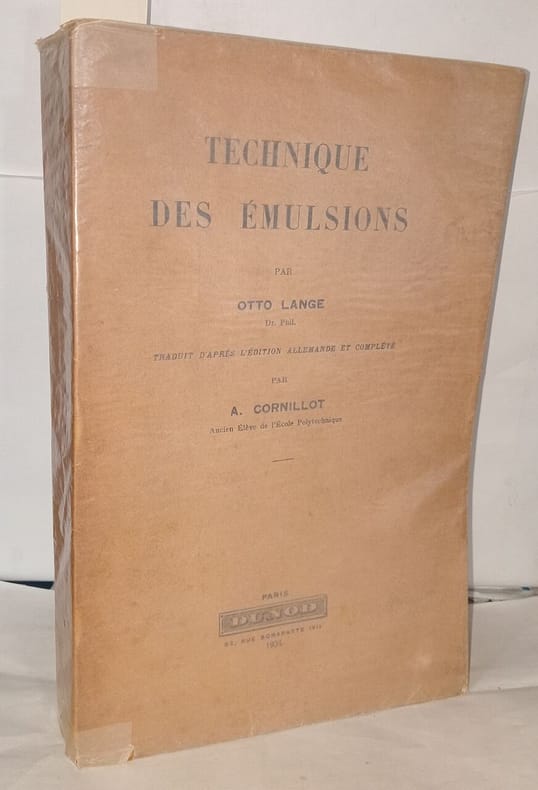 TECHNIQUE
DES ÉMULSIONS
PAR
OTTO LANGE
Dr. Phil.
TRADUIT D'APRÈS L'ÉDITION ALLEMANDE ET COMPLÉTÉ
PAR
A. CORNILLOT
Ancien Élève de l'École Polytechnique
PARIS
DUNOD
92, RUE BONAPARTE (VI)